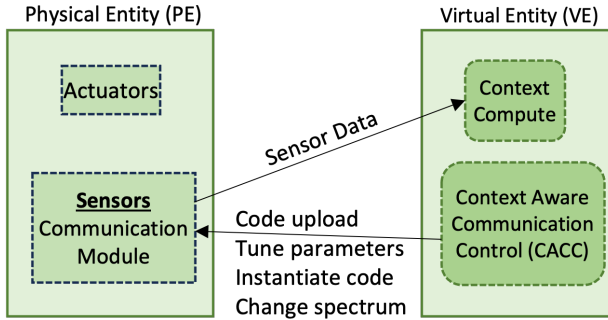 Physical Entity (PE)
Virtual Entity (VE)
Actuators
Context
Compute
Sensor Data
Sensors
Communication
Module
Code upload
Tune parameters
Instantiate code
Change spectrum
Context Aware
Communication
Control (CACC)